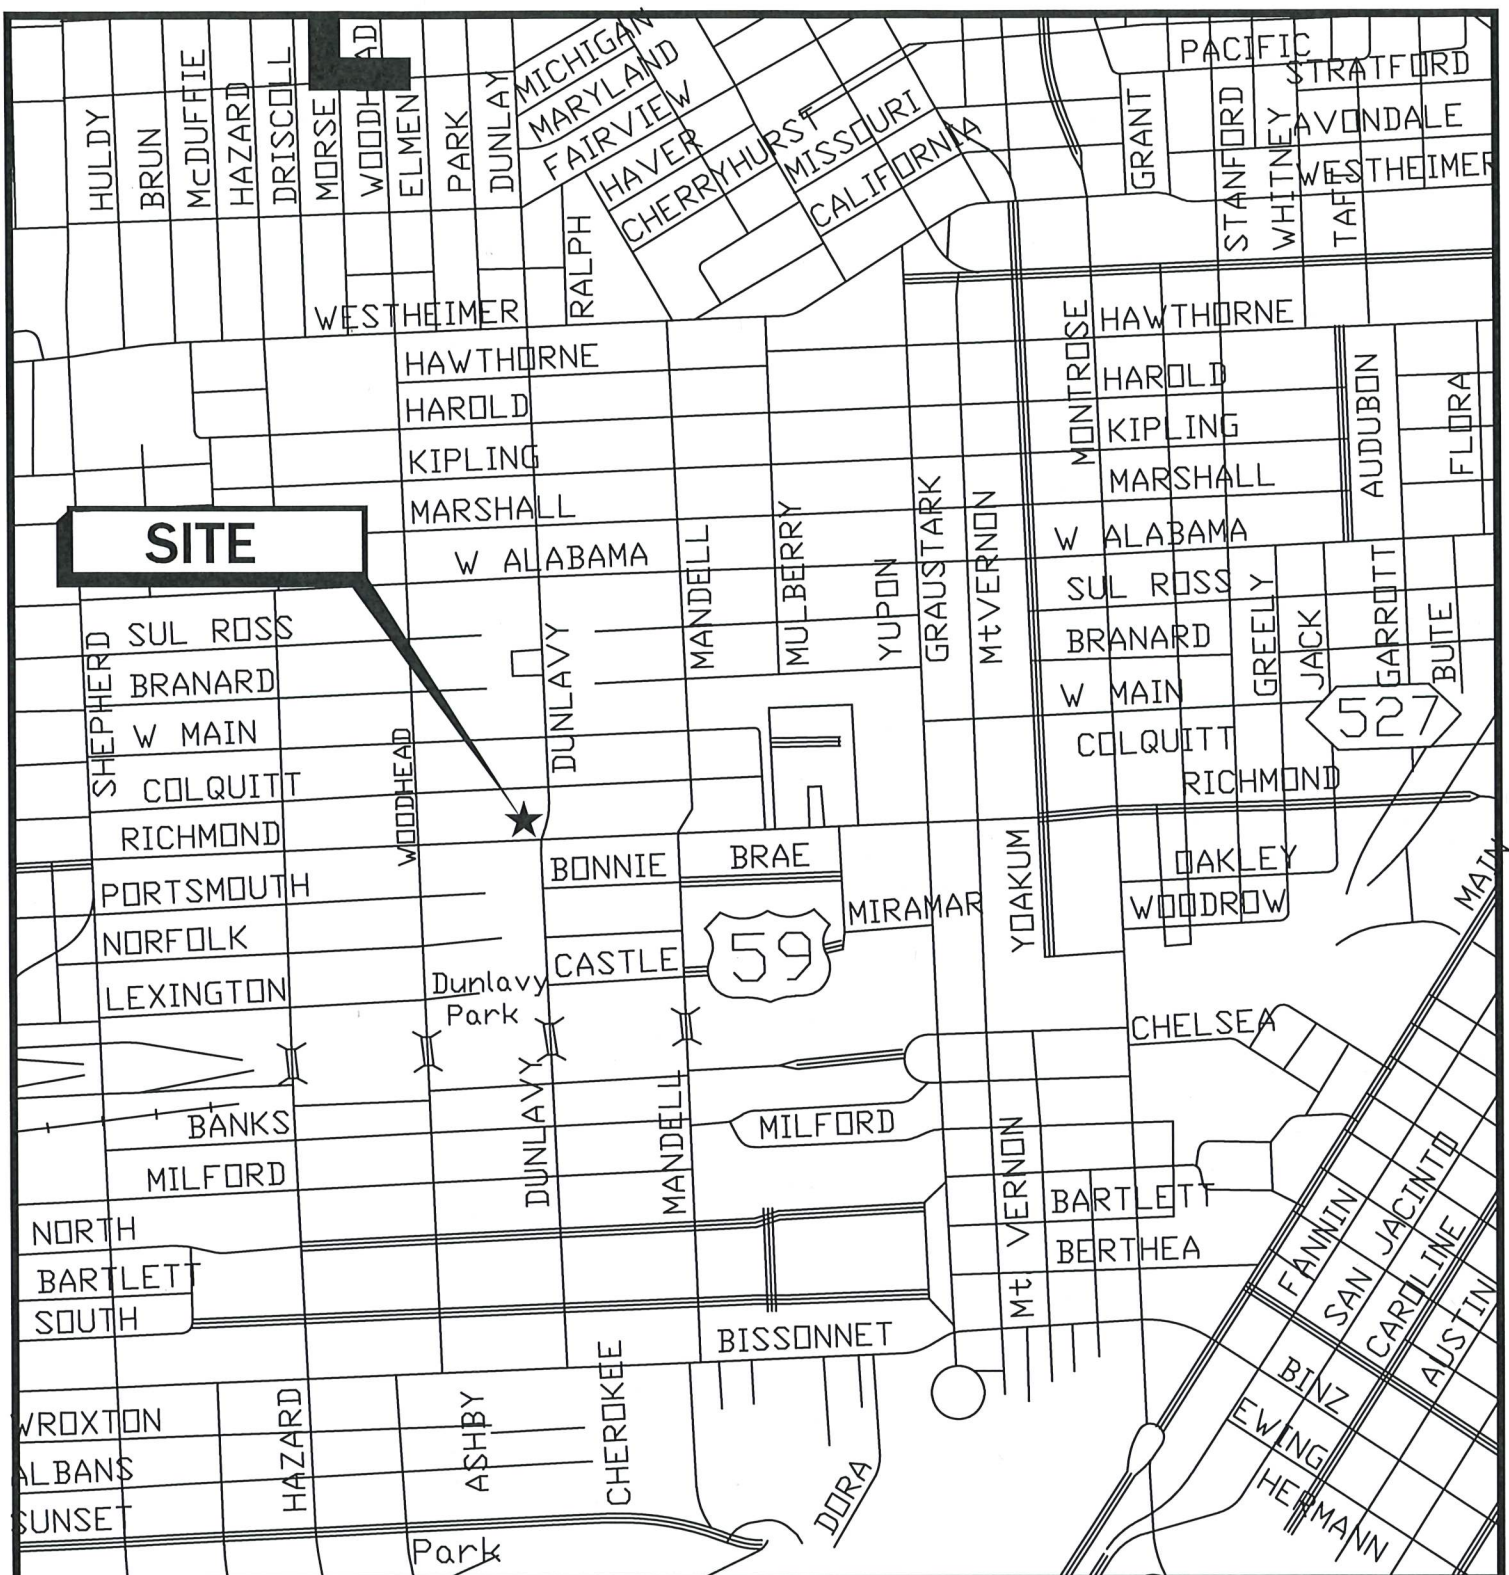 PACIFIC
STRATFORD
AVONDALE
WESTHEIMER
MICHIGAN
MARYLAND
FAIRVIEW
HAVER
CHERRYHURST
MISSOURI
CALIFORNIA
HULDY
BRUN
McDUFFIE
HAZARD
DRISCOLL
MORSE
ELMEN
PARK
DUNLAY
RALPH
GRANT
STANFORD
WHITNEY
TAFT
WESTHEIMER
HAWTHORNE
HAROLD
KIPLING
MARSHALL
W ALABAMA
MONTROSE
HAWTHORNE
HAROLD
KIPLING
MARSHALL
W ALABAMA
AUDUBON
FLORA
SITE
MANDELL
MULBERRY
YUPON
GRAUSTARK
MtVERNON
SUL ROSS
BRANARD
W MAIN
COLQUITT
RICHMOND
GREELY
JACK
GARROTT
BUTE
527
SHEPHERD
SUL ROSS
BRANARD
W MAIN
COLQUITT
RICHMOND
PORTSMOUTH
NORFOLK
LEXINGTON
WOODHEAD
DUNLAVY
BONNIE BRAE
CASTLE
59
MIRAMAR
YOAKUM
OAKLEY
WOODROW
MAIN
Dunlavy
Park
CHELSEA
BANKS
MILFORD
DUNLAVY
MANDELL
MILFORD
Mt VERNON
BARTLETT
BERTHEA
NORTH
BARTLETT
SOUTH
BISSONNET
FANNIN
SAN JACINTO
CAROLINE
AUSTIN
BINZ
EWING
HERMANN
WROXTON
ALBANS
SUNSET
HAZARD
ASHBY
CHEROKEE
DORA
Park